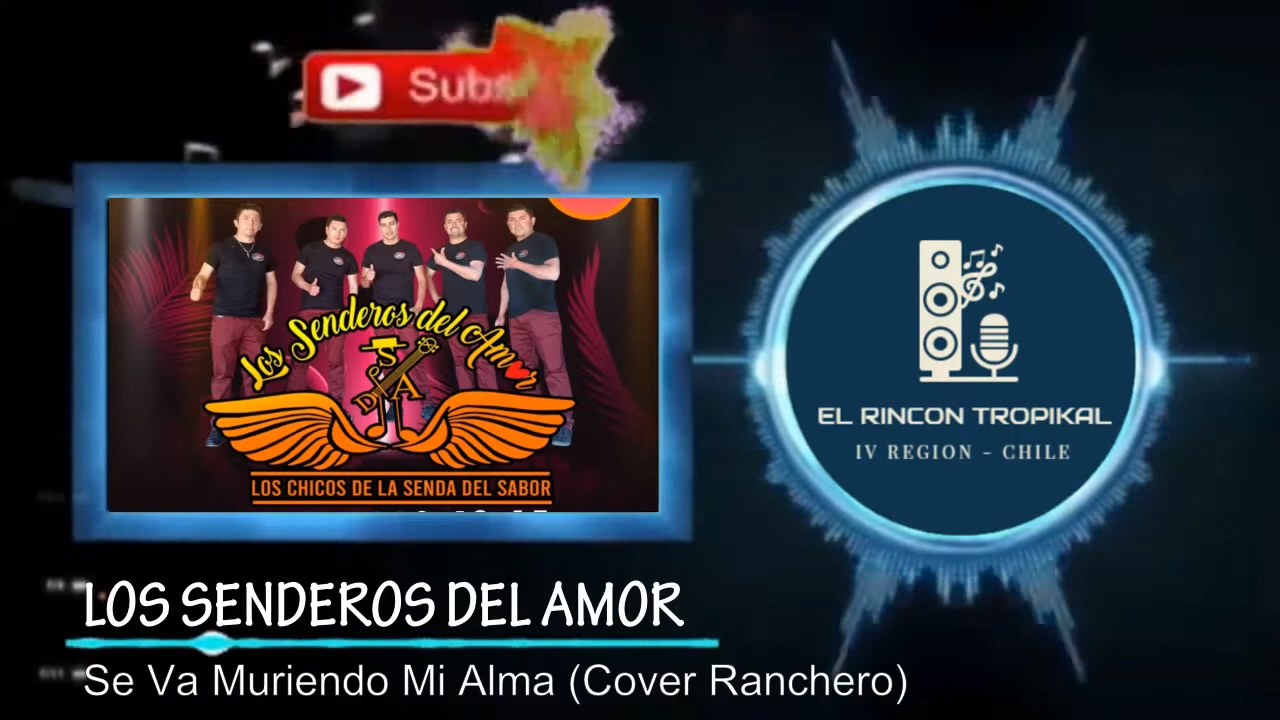 Subs
Los Senderos del Amor
DSA
LOS CHICOS DE LA SENDA DEL SABOR
EL RINCON TROPIKAL
IV REGION - CHILE
LOS SENDEROS DEL AMOR
Se Va Muriendo Mi Alma (Cover Ranchero)